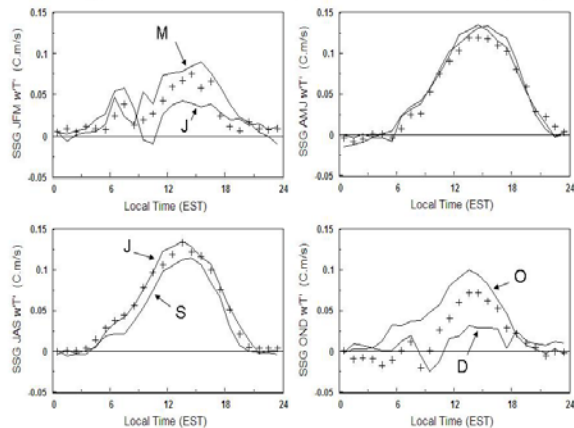 SSG JFM w'T' (C.m/s)
0.15
0.1
0.05
0
-0.05
M
J
0 6 12 18 24
Local Time (EST)
SSG AMJ w'T' (C.m/s)
0.15
0.1
0.05
0
-0.05
0 6 12 18 24
Local Time (EST)
SSG JAS w'T' (C.m/s)
0.15
0.1
0.05
0
-0.05
J
S
0 6 12 18 24
Local Time (EST)
SSG OND w'T' (C.m/s)
0.15
0.1
0.05
0
-0.05
O
D
0 6 12 18 24
Local Time (EST)